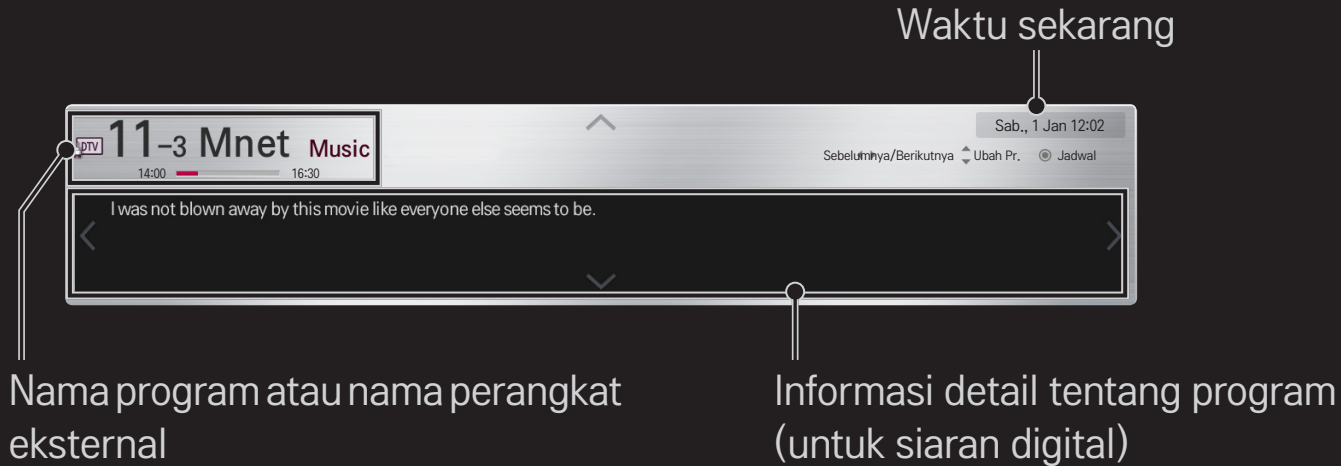 Waktu sekarang
DTV 11-3 Mnet Music
14:00 16:30
Sab., 1 Jan 12:02
Sebelumnya/Berikutnya Ubah Pr. Jadwal
I was not blown away by this movie like everyone else seems to be.
Nama program atau nama perangkat
eksternal
Informasi detail tentang program
(untuk siaran digital)